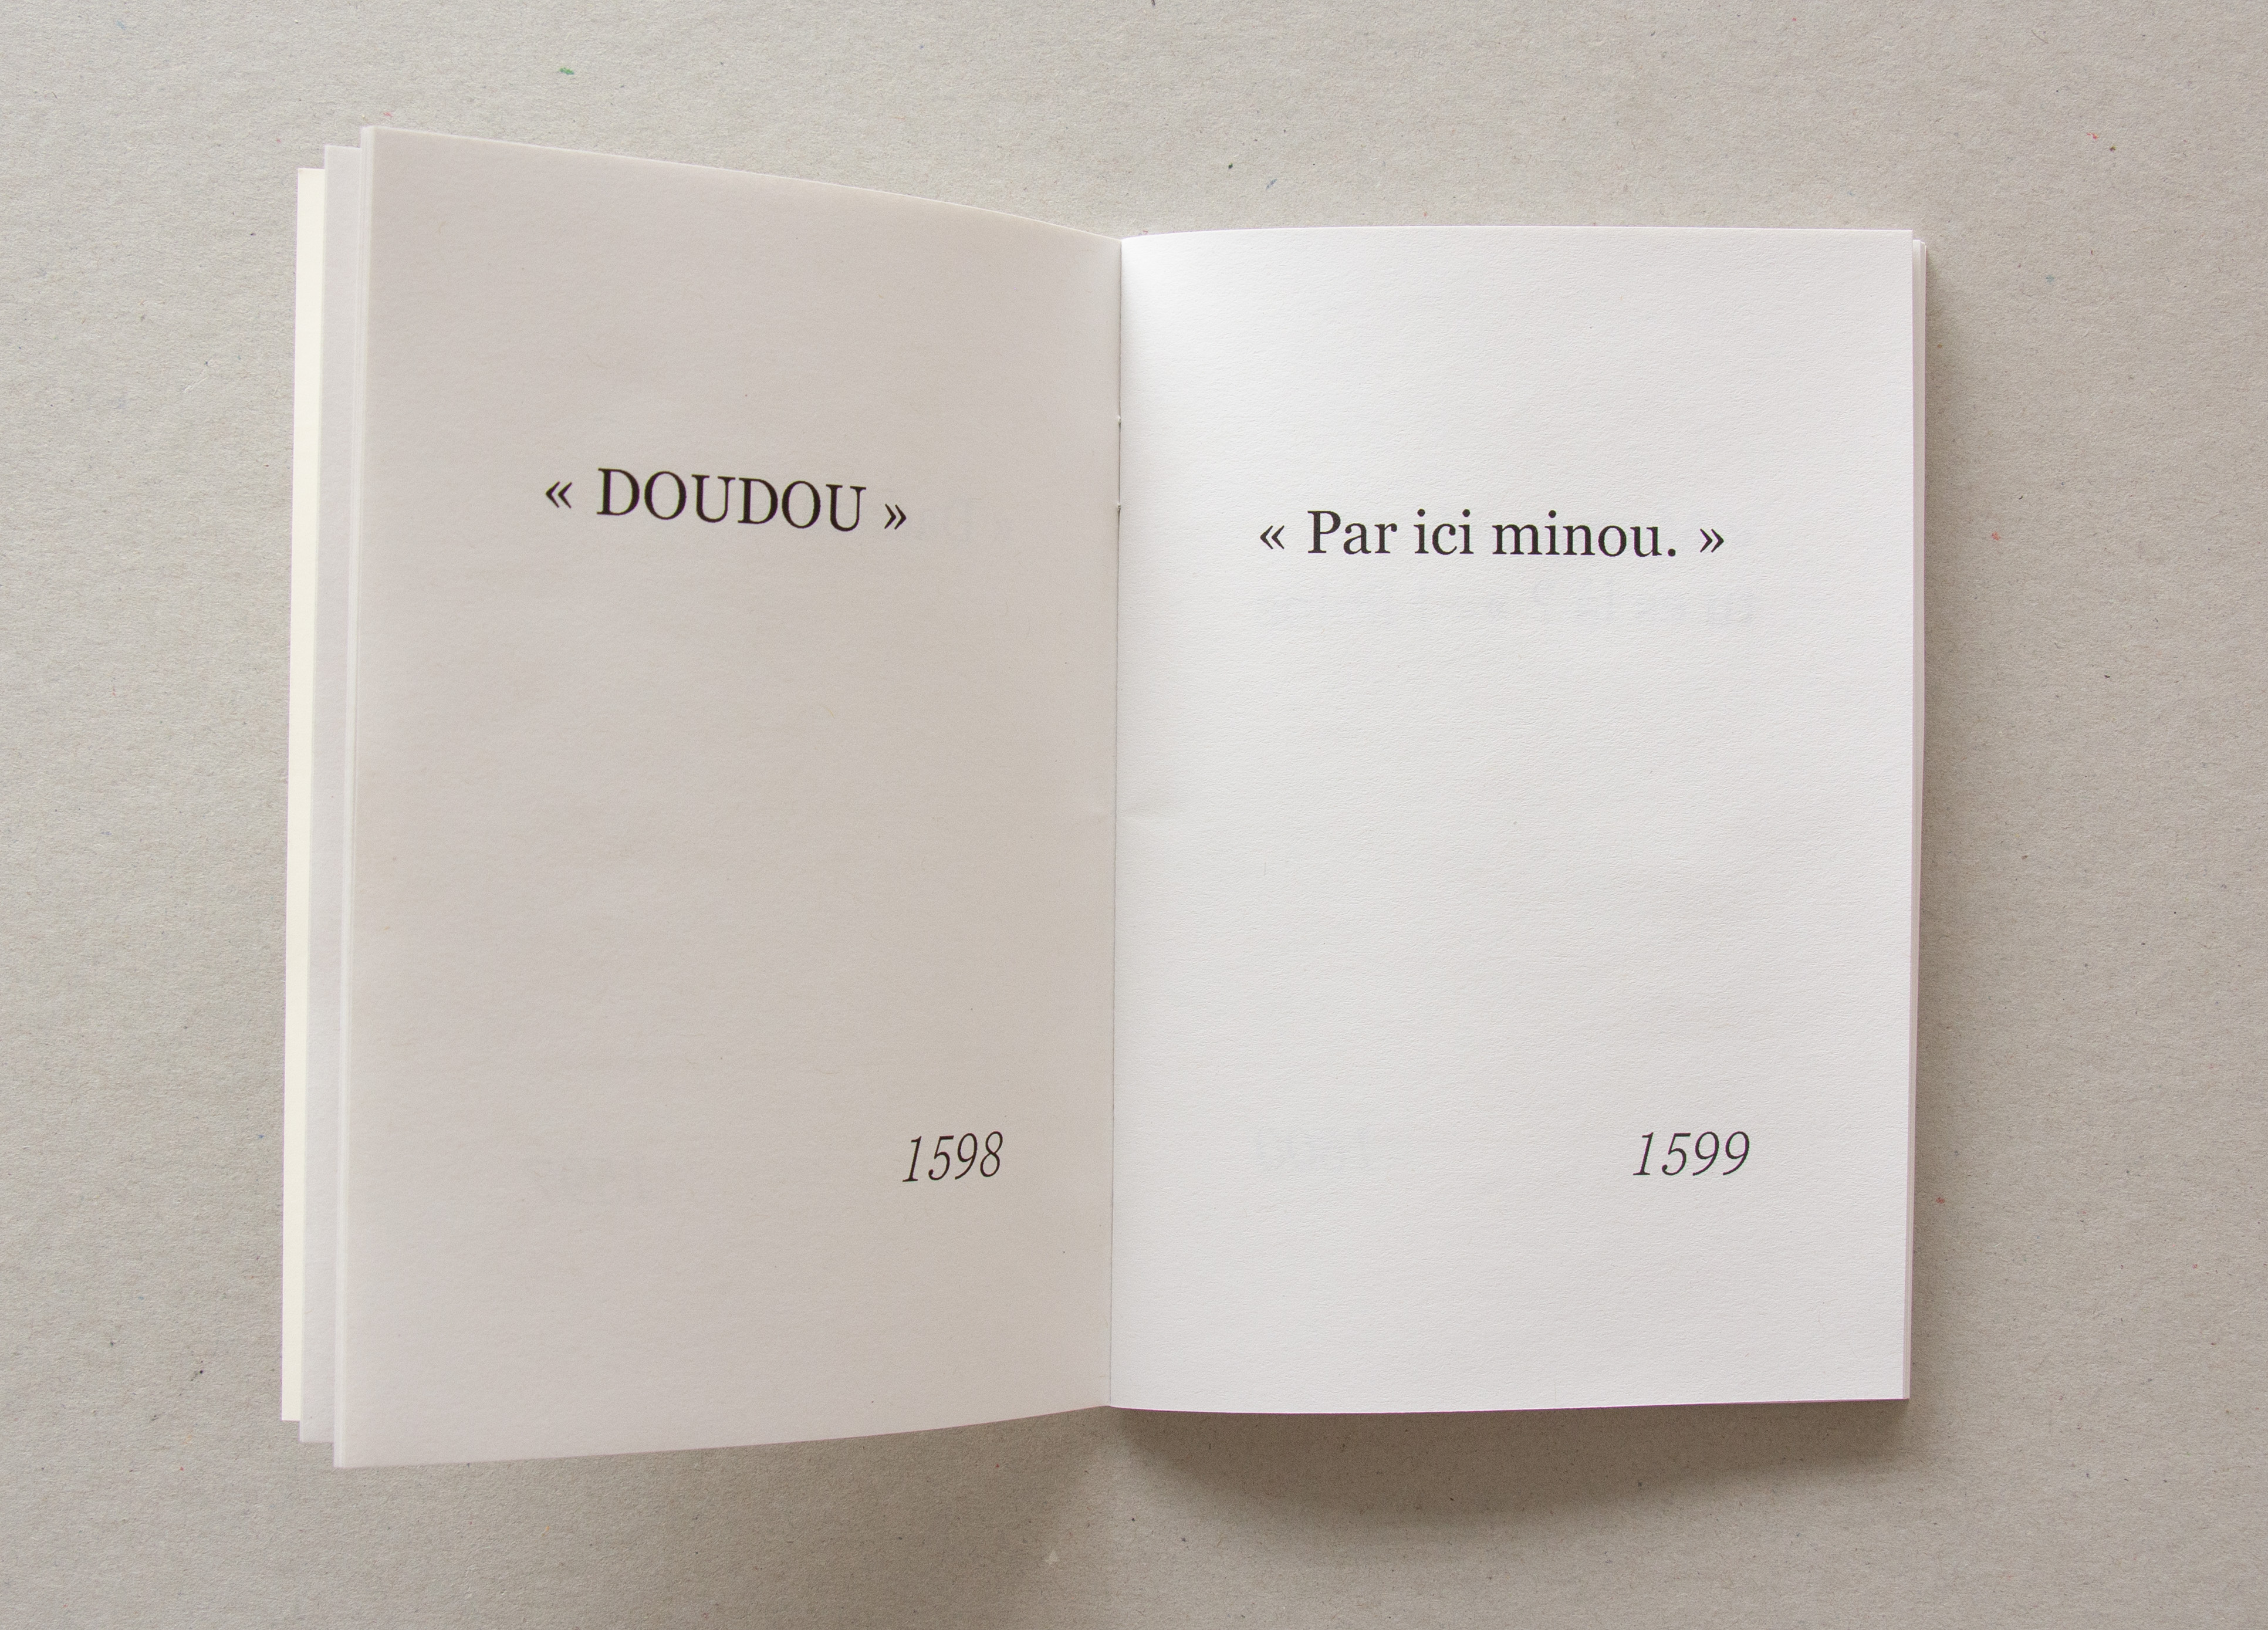 « DOUDOU »
1598
« Par ici minou. »
1599